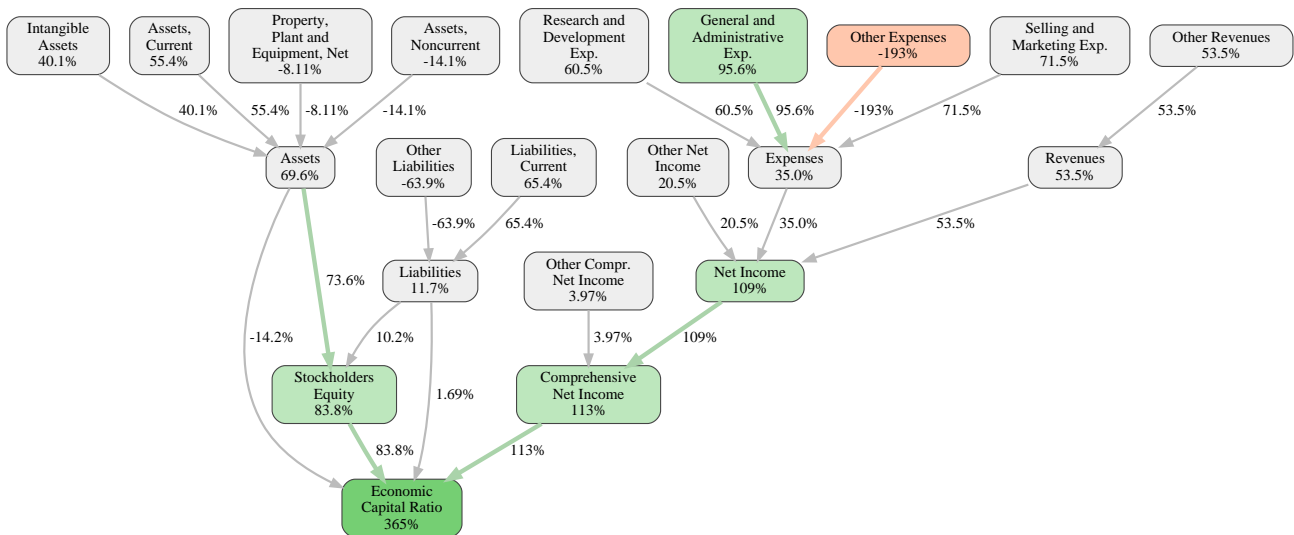 Intangible
Assets
40.1%
Assets,
Current
55.4%
Property,
Plant and
Equipment, Net
-8.11%
Assets,
Noncurrent
-14.1%
Research and
Development
Exp.
60.5%
General and
Administrative
Exp.
95.6%
Other Expenses
-193%
Selling and
Marketing Exp.
71.5%
Other Revenues
53.5%
40.1%
55.4%
-8.11%
-14.1%
60.5%
95.6%
-193%
71.5%
53.5%
Assets
69.6%
Other
Liabilities
-63.9%
Liabilities,
Current
65.4%
Other Net
Income
20.5%
Expenses
35.0%
Revenues
53.5%
-63.9%
65.4%
20.5%
35.0%
53.5%
73.6%
Liabilities
11.7%
Other Compr.
Net Income
3.97%
Net Income
109%
-14.2%
10.2%
3.97%
109%
Stockholders
Equity
83.8%
1.69%
Comprehensive
Net Income
113%
83.8%
113%
Economic
Capital Ratio
365%